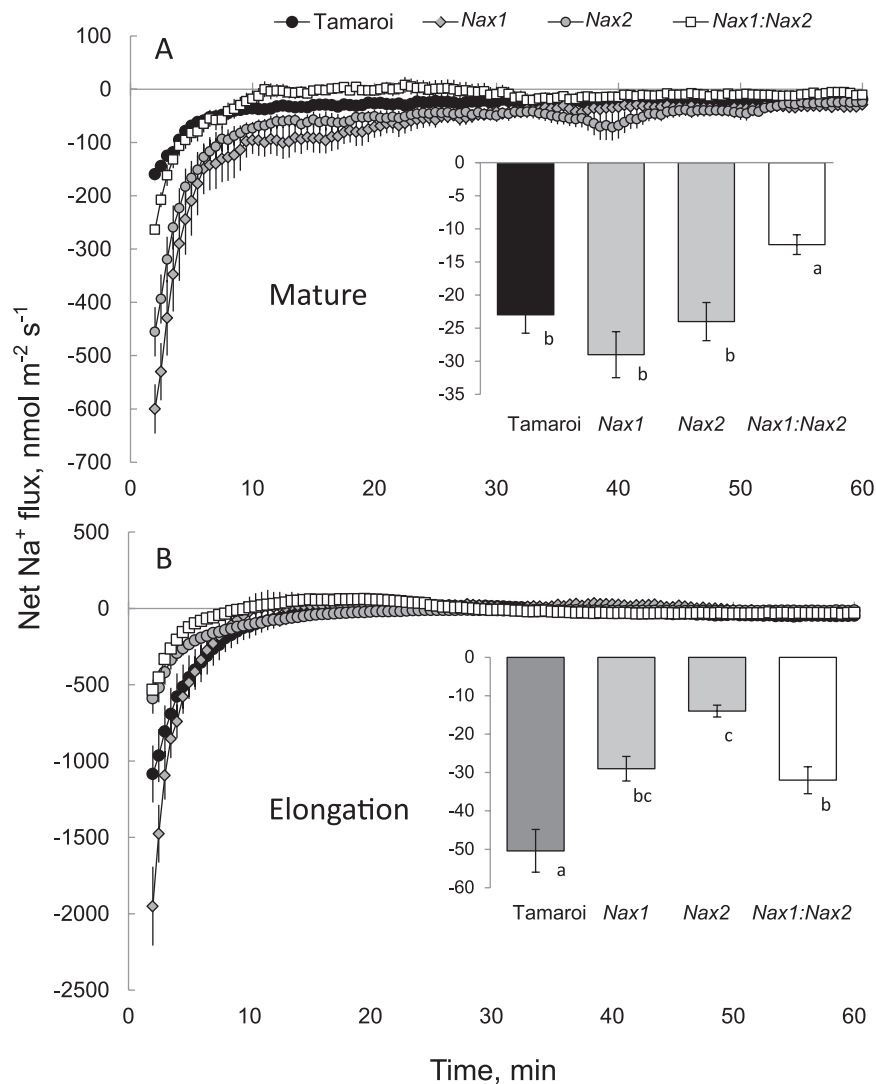 Tamaroi Nax1 Nax2 Nax1:Nax2
A
100
0
-100
-200
-300
-400
-500
-600
-700
0 10 20 30 40 50 60
Mature
0
-5
-10
-15
-20
-25
-30
-35
b b b a
Tamaroi Nax1 Nax2 Nax1:Nax2
Net Na⁺ flux, nmol m⁻² s⁻¹
B
500
0
-500
-1000
-1500
-2000
-2500
0 10 20 30 40 50 60
Elongation
0
-10
-20
-30
-40
-50
-60
a bc c b
Tamaroi Nax1 Nax2 Nax1:Nax2
Time, min